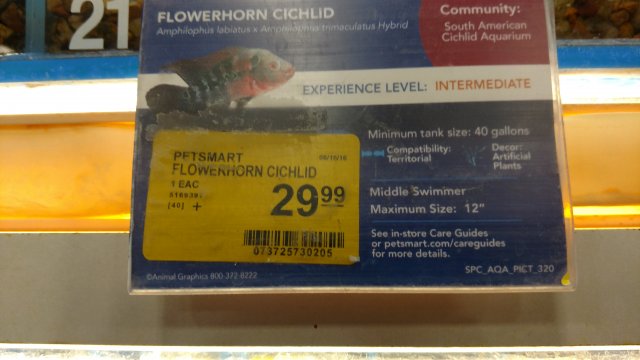 21
FLOWERHORN CICHLID
Amphilophus labiatus x Amphilophus trimaculatus Hybrid
Community:
South American
Cichlid Aquarium
EXPERIENCE LEVEL: INTERMEDIATE
Minimum tank size: 40 gallons
Compatibility:
Territorial
Decor:
Artificial
Plants
Middle Swimmer
Maximum Size: 12"
See in-store Care Guides
or petsmart.com/careguides
for more details.
SPC_AQA_PICT_320
PETSMART
FLOWERHORN CICHLID
1 EAC
[40] +
29.99
073725730205
©Animal Graphics 800-372-8222